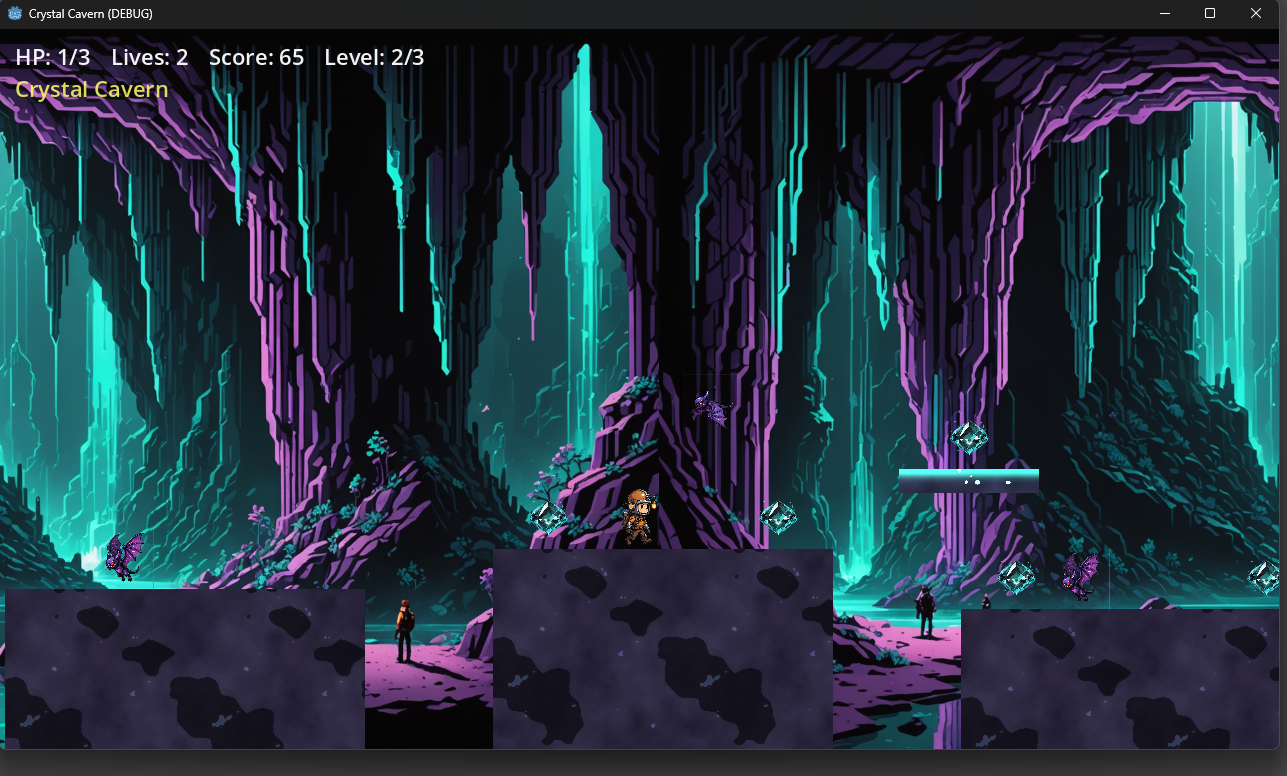 Crystal Cavern (DEBUG)
HP: 1/3 Lives: 2 Score: 65 Level: 2/3
Crystal Cavern